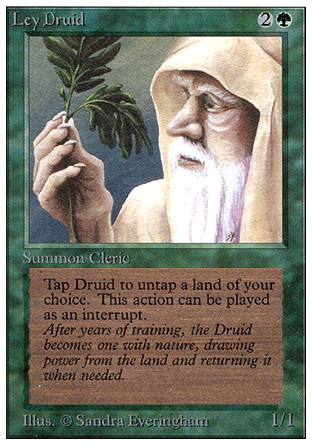 Ley Druid 2
Summon Cleric
Tap Druid to untap a land of your
choice. This action can be played
as an interrupt.
After years of training, the Druid
becomes one with nature, drawing
power from the land and returning it
when needed.
Illus. © Sandra Everingham 1/1